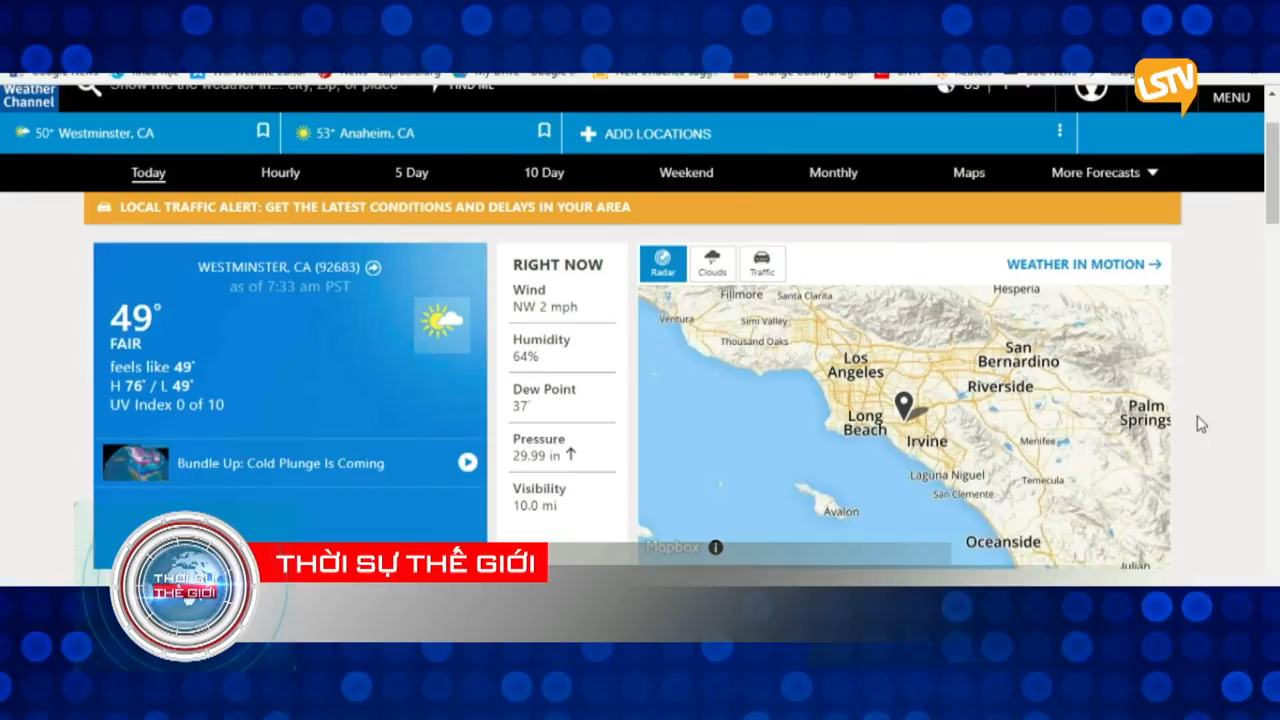 LSTV
Weather
Channel
MENU
50° Westminster, CA
53° Anaheim, CA
ADD LOCATIONS
Today
Hourly
5 Day
10 Day
Weekend
Monthly
Maps
More Forecasts
LOCAL TRAFFIC ALERT: GET THE LATEST CONDITIONS AND DELAYS IN YOUR AREA
WESTMINSTER, CA (92683)
as of 7:33 am PST
49°
FAIR
feels like 49°
H 76° / L 49°
UV Index 0 of 10
Bundle Up: Cold Plunge Is Coming
RIGHT NOW
Wind
NW 2 mph
Humidity
64%
Dew Point
37°
Pressure
29.99 in ↑
Visibility
10.0 mi
Radar
Clouds
Traffic
WEATHER IN MOTION →
Fillmore
Santa Clarita
Hesperia
Ventura
Simi Valley
Thousand Oaks
Los
Angeles
San
Bernardino
Riverside
Palm
Springs
Long
Beach
Irvine
Menifee
Laguna Niguel
Temecula
San Clemente
Avalon
Oceanside
Julian
Mapbox
THỜI SỰ THẾ GIỚI
THỜI SỰ
THẾ GIỚI